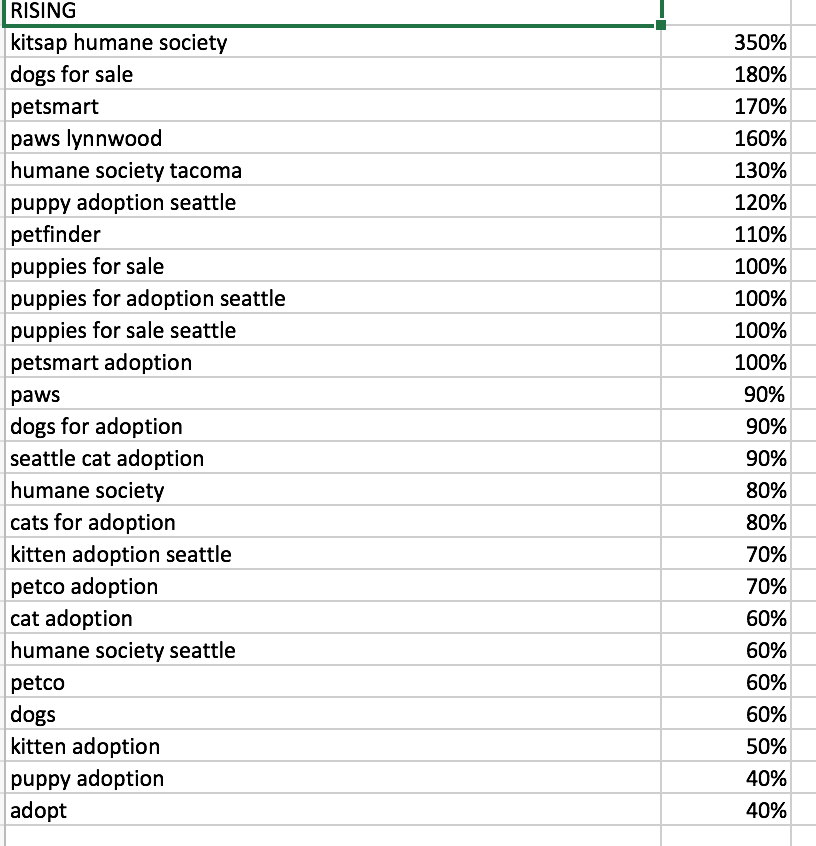 RISING
kitsap humane society 350%
dogs for sale 180%
petsmart 170%
paws lynnwood 160%
humane society tacoma 130%
puppy adoption seattle 120%
petfinder 110%
puppies for sale 100%
puppies for adoption seattle 100%
puppies for sale seattle 100%
petsmart adoption 100%
paws 90%
dogs for adoption 90%
seattle cat adoption 90%
humane society 80%
cats for adoption 80%
kitten adoption seattle 70%
petco adoption 70%
cat adoption 60%
humane society seattle 60%
petco 60%
dogs 60%
kitten adoption 50%
puppy adoption 40%
adopt 40%